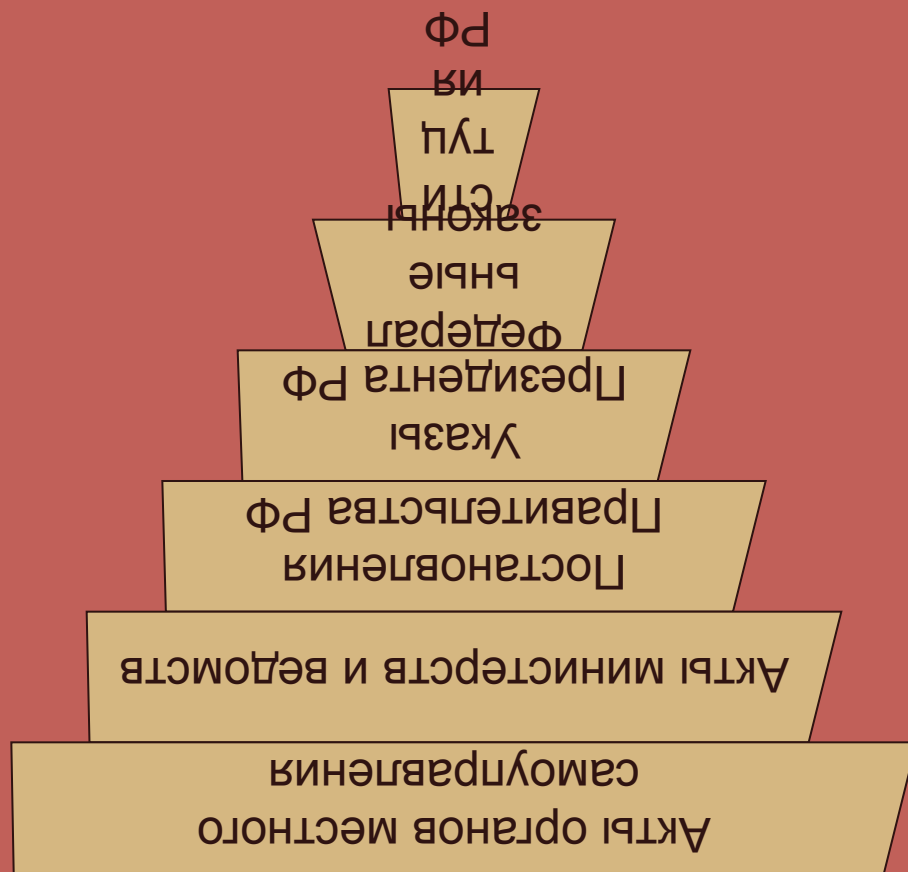 Акты органов местного
самоуправления
Акты министерств и ведомств
Постановления
Правительства РФ
Указы
Президента РФ
Федерал
ьные
законы
сти
туц
ия
РФ